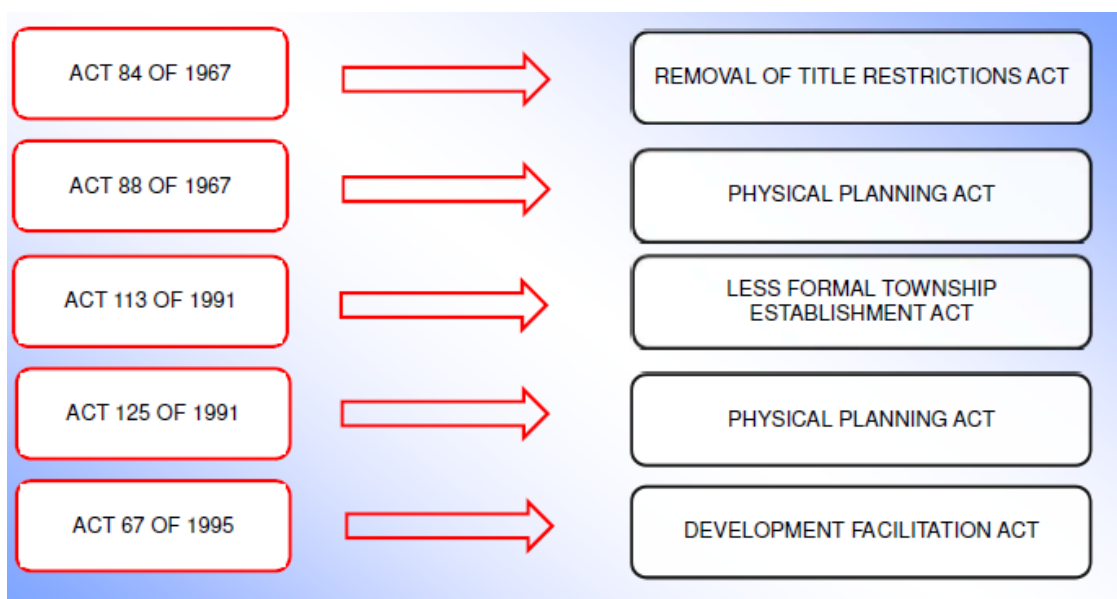 ACT 84 OF 1967
REMOVAL OF TITLE RESTRICTIONS ACT
ACT 88 OF 1967
PHYSICAL PLANNING ACT
ACT 113 OF 1991
LESS FORMAL TOWNSHIP
ESTABLISHMENT ACT
ACT 125 OF 1991
PHYSICAL PLANNING ACT
ACT 67 OF 1995
DEVELOPMENT FACILITATION ACT